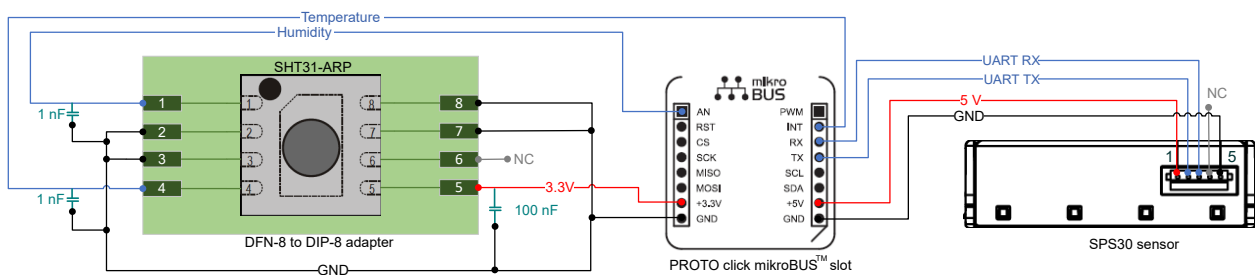 Temperature
Humidity
SHT31-ARP
1 1 8 8
2 2 7 7
3 3 6 6 NC
4 4 5 5
1 nF
1 nF
3.3V
100 nF
DFN-8 to DIP-8 adapter
GND
mikro
BUS
AN PWM
RST INT
CS RX
SCK TX
MISO SCL
MOSI SDA
+3.3V +5V
GND GND
PROTO click mikroBUS™ slot
UART RX
UART TX
5 V
NC
GND
1 5
SPS30 sensor